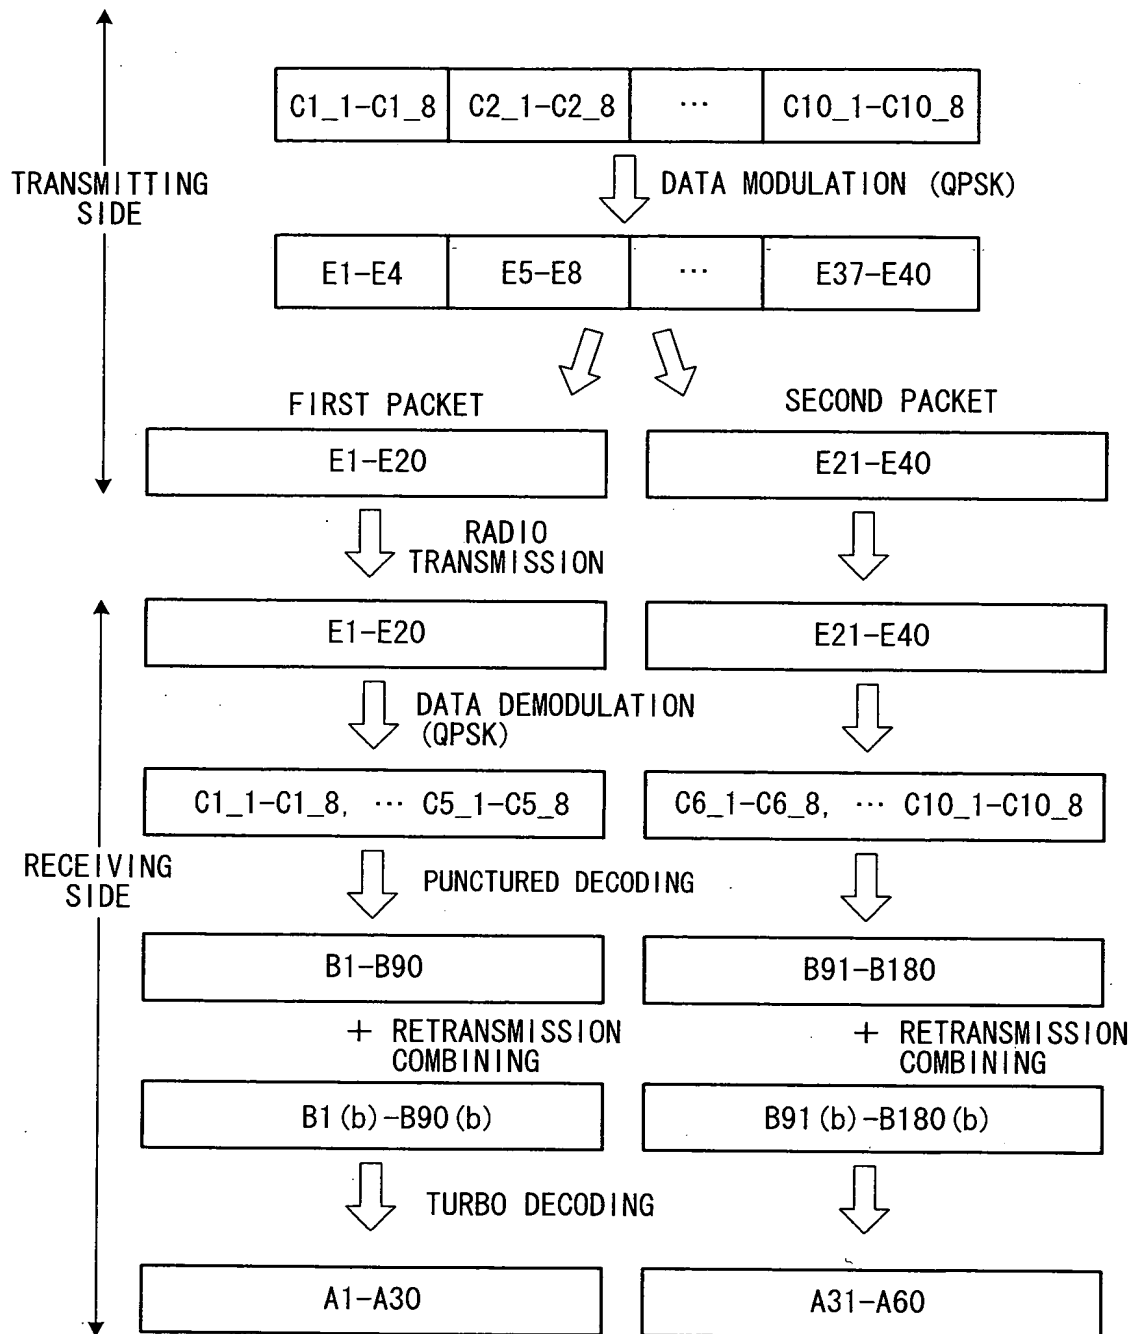 C1_1-C1_8 C2_1-C2_8 ... C10_1-C10_8
TRANSMITTING
SIDE
DATA MODULATION (QPSK)
E1-E4 E5-E8 ... E37-E40
FIRST PACKET SECOND PACKET
E1-E20 E21-E40
RADIO
TRANSMISSION
E1-E20 E21-E40
DATA DEMODULATION
(QPSK)
C1_1-C1_8, ... C5_1-C5_8 C6_1-C6_8, ... C10_1-C10_8
RECEIVING
SIDE
PUNCTURED DECODING
B1-B90 B91-B180
+ RETRANSMISSION
COMBINING
+ RETRANSMISSION
COMBINING
B1(b)-B90(b) B91(b)-B180(b)
TURBO DECODING
A1-A30 A31-A60